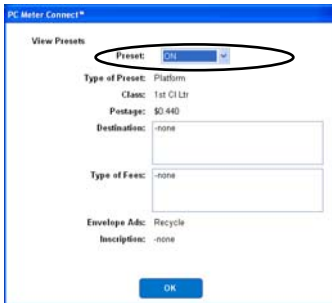 PC Meter Connect™
View Presets
Preset: ON
Type of Preset: Platform
Class: 1st Cl Ltr
Postage: $0.440
Destination: -none
Type of Fees: -none
Envelope Ads: Recycle
Inscription: -none
OK